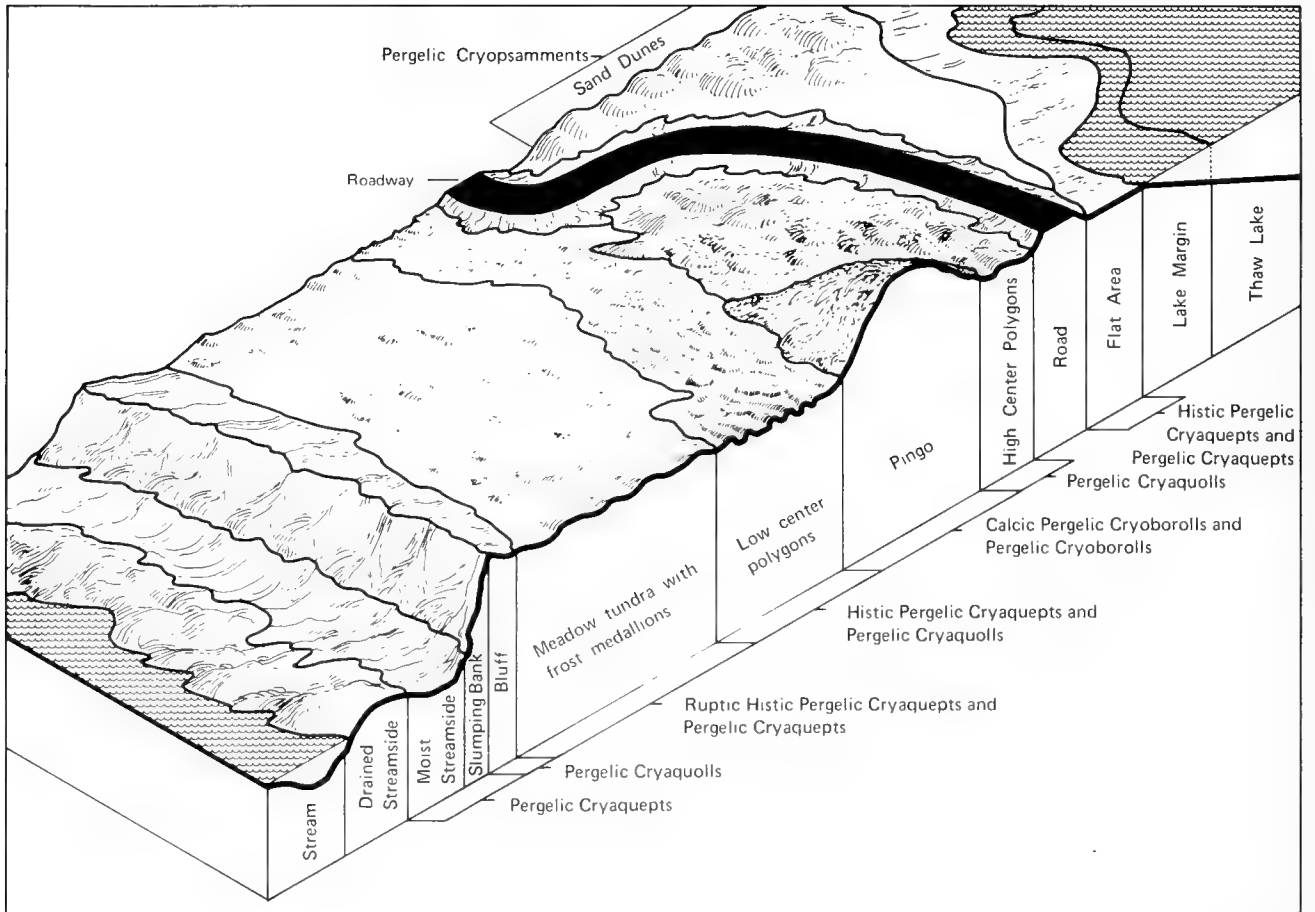 Pergelic Cryopsamments
Sand Dunes
Roadway
Stream
Drained
Streamside
Moist
Streamside
Slumping Bank
Bluff
Meadow tundra with
frost medallions
Low center
polygons
Pingo
High Center Polygons
Road
Flat Area
Lake Margin
Thaw Lake
Histic Pergelic
Cryaquepts and
Pergelic Cryaquepts
Pergelic Cryaquolls
Calcic Pergelic Cryoborolls and
Pergelic Cryoborolls
Histic Pergelic Cryaquepts and
Pergelic Cryaquolls
Ruptic Histic Pergelic Cryaquepts and
Pergelic Cryaquepts
Pergelic Cryaquolls
Pergelic Cryaquepts